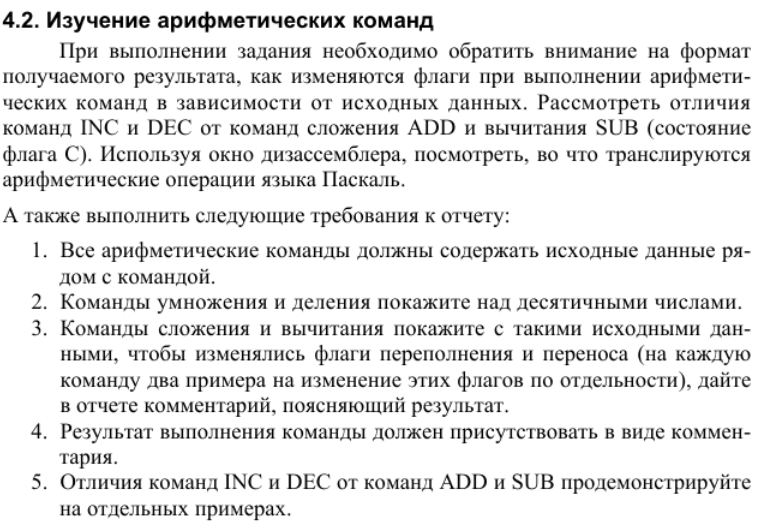 4.2. Изучение арифметических команд
При выполнении задания необходимо обратить внимание на формат
получаемого результата, как изменяются флаги при выполнении арифмети-
ческих команд в зависимости от исходных данных. Рассмотреть отличия
команд INC и DEC от команд сложения ADD и вычитания SUB (состояние
флага C). Используя окно дизассемблера, посмотреть, во что транслируются
арифметические операции языка Паскаль.
А также выполнить следующие требования к отчету:
1. Все арифметические команды должны содержать исходные данные ря-
дом с командой.
2. Команды умножения и деления покажите над десятичными числами.
3. Команды сложения и вычитания покажите с такими исходными дан-
ными, чтобы изменялись флаги переполнения и переноса (на каждую
команду два примера на изменение этих флагов по отдельности), дайте
в отчете комментарий, поясняющий результат.
4. Результат выполнения команды должен присутствовать в виде коммен-
тария.
5. Отличия команд INC и DEC от команд ADD и SUB продемонстрируйте
на отдельных примерах.